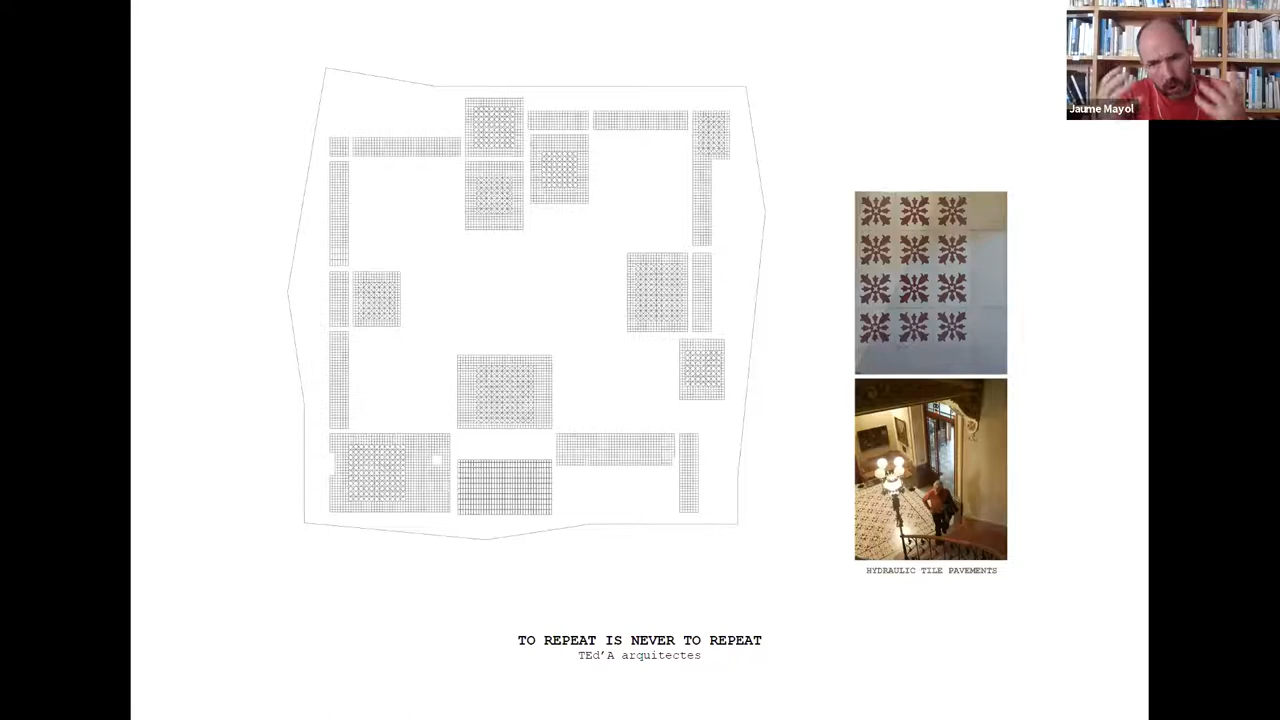 Jaume Mayol
HYDRAULIC TILE PAVEMENTS
TO REPEAT IS NEVER TO REPEAT
TEd'A arquitectes